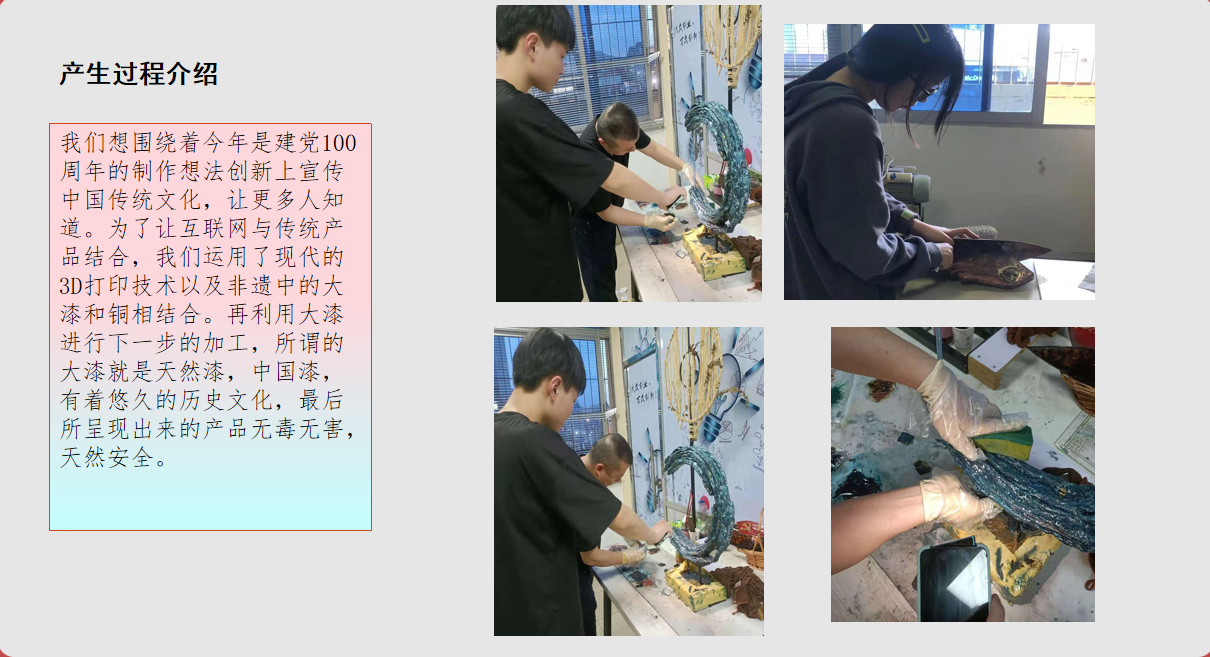 产生过程介绍
我们想围绕着今年是建党100
周年的制作想法创新上宣传
中国传统文化，让更多人知
道。为了让互联网与传统产
品结合，我们运用了现代的
3D打印技术以及非遗中的大
漆和铜相结合。再利用大漆
进行下一步的加工，所谓的
大漆就是天然漆，中国漆，
有着悠久的历史文化，最后
所呈现出来的产品无毒无害，
天然安全。